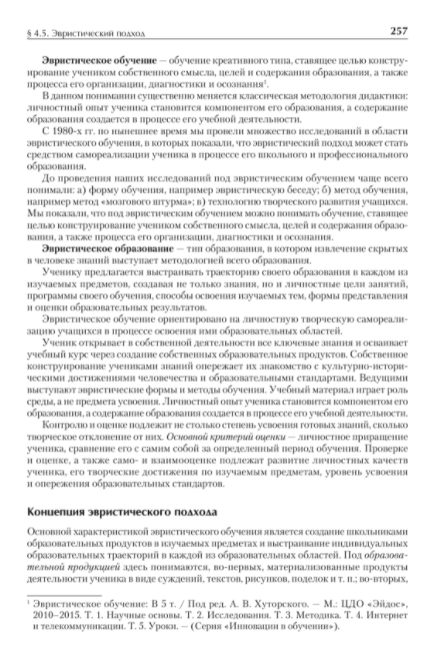 § 4.5. Эвристический подход
257
Эвристическое обучение — обучение креативного типа, ставящее целью констру-
ирование учеником собственного смысла, целей и содержания образования, а также
процесса его организации, диагностики и осознания¹.
В данном понимании существенно меняется классическая методология дидактики:
личностный опыт ученика становится компонентом его образования, а содержание
образования создается в процессе его учебной деятельности.
С 1980-х гг. по нынешнее время мы провели множество исследований в области
эвристического обучения, в которых показали, что эвристический подход может стать
средством самореализации ученика в процессе его школьного и профессионального
образования.
До проведения наших исследований под эвристическим обучением чаще всего
понимали: а) форму обучения, например эвристическую беседу; б) метод обучения,
например метод «мозгового штурма»; в) технологию творческого развития учащихся.
Мы показали, что под эвристическим обучением можно понимать обучение, ставящее
целью конструирование учеником собственного смысла, целей и содержания образо-
вания, а также процесса его организации, диагностики и осознания.
Эвристическое образование — тип образования, в котором извлечение скрытых
в человеке знаний выступает методологией всего образования.
Ученику предлагается выстраивать траекторию своего образования в каждом из
изучаемых предметов, создавая не только знания, но и личностные цели занятий,
программы своего обучения, способы освоения изучаемых тем, формы представления
и оценки образовательных результатов.
Эвристическое обучение ориентировано на личностную творческую самореали-
зацию учащихся в процессе освоения ими образовательных областей.
Ученик открывает в собственной деятельности все ключевые знания и осваивает
учебный курс через создание собственных образовательных продуктов. Собственное
конструирование учениками знаний опережает их знакомство с культурно-истори-
ческими достижениями человечества и образовательными стандартами. Ведущими
выступают эвристические формы и методы обучения. Учебный материал играет роль
среды, а не предмета усвоения. Личностный опыт ученика становится компонентом его
образования, а содержание образования создается в процессе его учебной деятельности.
Контролю и оценке подлежит не столько степень усвоения готовых знаний, сколько
творческое отклонение от них. Основной критерий оценки — личностное приращение
ученика, сравнение его с самим собой за определенный период обучения. Проверке
и оценке, а также само- и взаимооценке подлежат развитие личностных качеств
ученика, его творческие достижения по изучаемым предметам, уровень усвоения
и опережения образовательных стандартов.
Концепция эвристического подхода
Основной характеристикой эвристического обучения является создание школьниками
образовательных продуктов в изучаемых предметах и выстраивание индивидуальных
образовательных траекторий в каждой из образовательных областей. Под образова-
тельной продукцией здесь понимаются, во-первых, материализованные продукты
деятельности ученика в виде суждений, текстов, рисунков, поделок и т. п.; во-вторых,
¹ Эвристическое обучение: В 5 т. / Под ред. А. В. Хуторского. — М.: ЦДО «Эйдос»,
2010–2015. Т. 1. Научные основы. Т. 2. Исследования. Т. 3. Методика. Т. 4. Интернет
и телекоммуникации. Т. 5. Уроки. — (Серия «Инновации в обучении»).